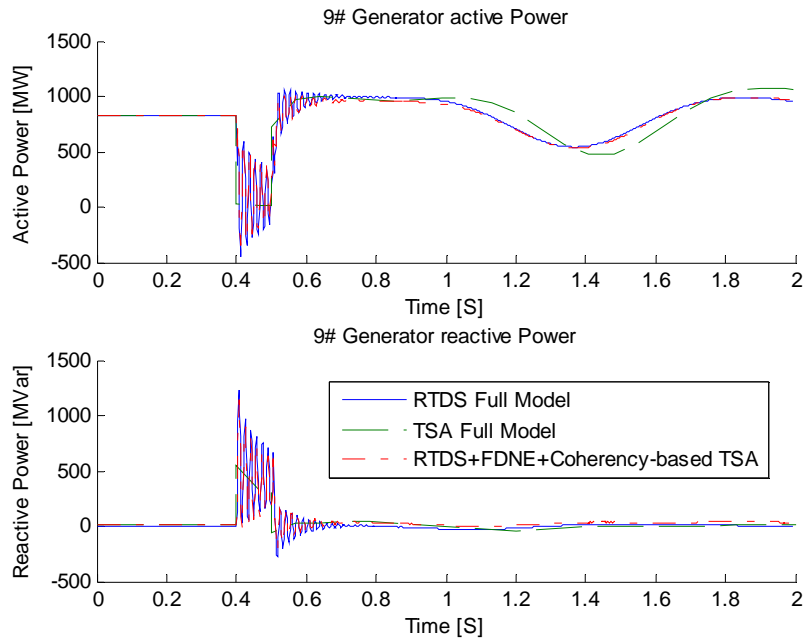 9# Generator active Power
Active Power [MW]
1500
1000
500
0
-500
0 0.2 0.4 0.6 0.8 1 1.2 1.4 1.6 1.8 2
Time [S]
9# Generator reactive Power
Reactive Power [MVar]
1500
1000
500
0
-500
RTDS Full Model
TSA Full Model
RTDS+FDNE+Coherency-based TSA
0 0.2 0.4 0.6 0.8 1 1.2 1.4 1.6 1.8 2
Time [S]